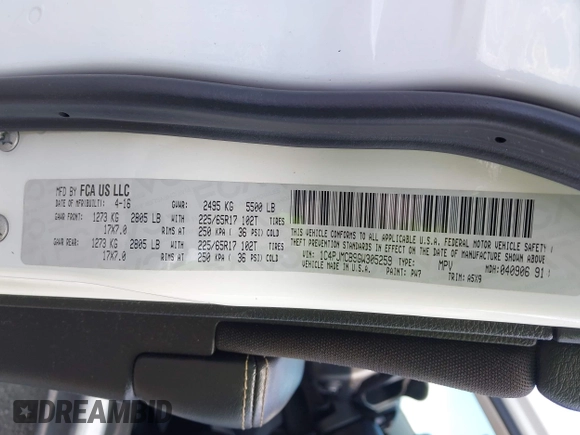 MFD BY FCA US LLC
DATE OF MFR(BUILT): 4-16 GVWR: 2495 KG 5500 LB
GAWR FRONT: 1273 KG 2805 LB WITH 225/65R17 102T TIRES
17X7.0 RIMS AT 250 KPA ( 36 PSI) COLD
GAWR REAR: 1273 KG 2805 LB WITH 225/65R17 102T TIRES
17X7.0 RIMS AT 250 KPA ( 36 PSI) COLD
THIS VEHICLE CONFORMS TO ALL APPLICABLE U.S.A. FEDERAL MOTOR VEHICLE SAFETY,
THEFT PREVENTION STANDARDS IN EFFECT ON THE DATE OF MANUFACTURE SHOWN ABOVE
VEHICLE MADE IN U.S.A.
VIN: 1C4PJMCB9GW305259 TYPE: MPV MDH: 040906 91
PAINT: PW7 TRIM: A5X9
DREAMBID